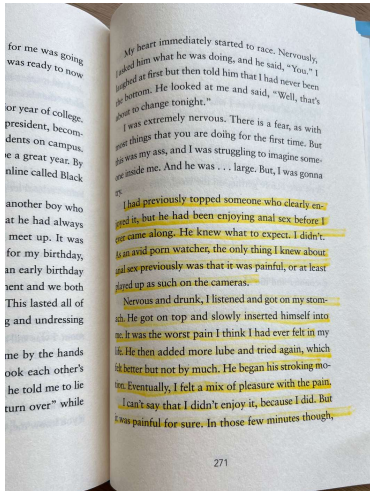 for me was going
was ready to now
or year of college.
president, becom-
dents on campus.
e a great year. By
nline called Black
another boy who
at he had always
meet up. It was
for my birthday,
an early birthday
nent and we both
This lasted all of
g and undressing
me by the hands
ook each other's
he told me to lie
turn over" while
My heart immediately started to race. Nervously,
I asked him what he was doing, and he said, "You." I
laughed at first but then told him that I had never been
the bottom. He looked at me and said, "Well, that's
about to change tonight."
I was extremely nervous. There is a fear, as with
most things that you are doing for the first time. But
this was my ass, and I was struggling to imagine some-
one inside me. And he was . . . large. But, I was gonna
try.
I had previously topped someone who clearly en-
joyed it, but he had been enjoying anal sex before I
ever came along. He knew what to expect. I didn't.
As an avid porn watcher, the only thing I knew about
anal sex previously was that it was painful, or at least
played up as such on the cameras.
Nervous and drunk, I listened and got on my stom-
ach. He got on top and slowly inserted himself into
me. It was the worst pain I think I had ever felt in my
life. He then added more lube and tried again, which
felt better but not by much. He began his stroking mo-
tion. Eventually, I felt a mix of pleasure with the pain.
I can't say that I didn't enjoy it, because I did. But
it was painful for sure. In those few minutes though,
271